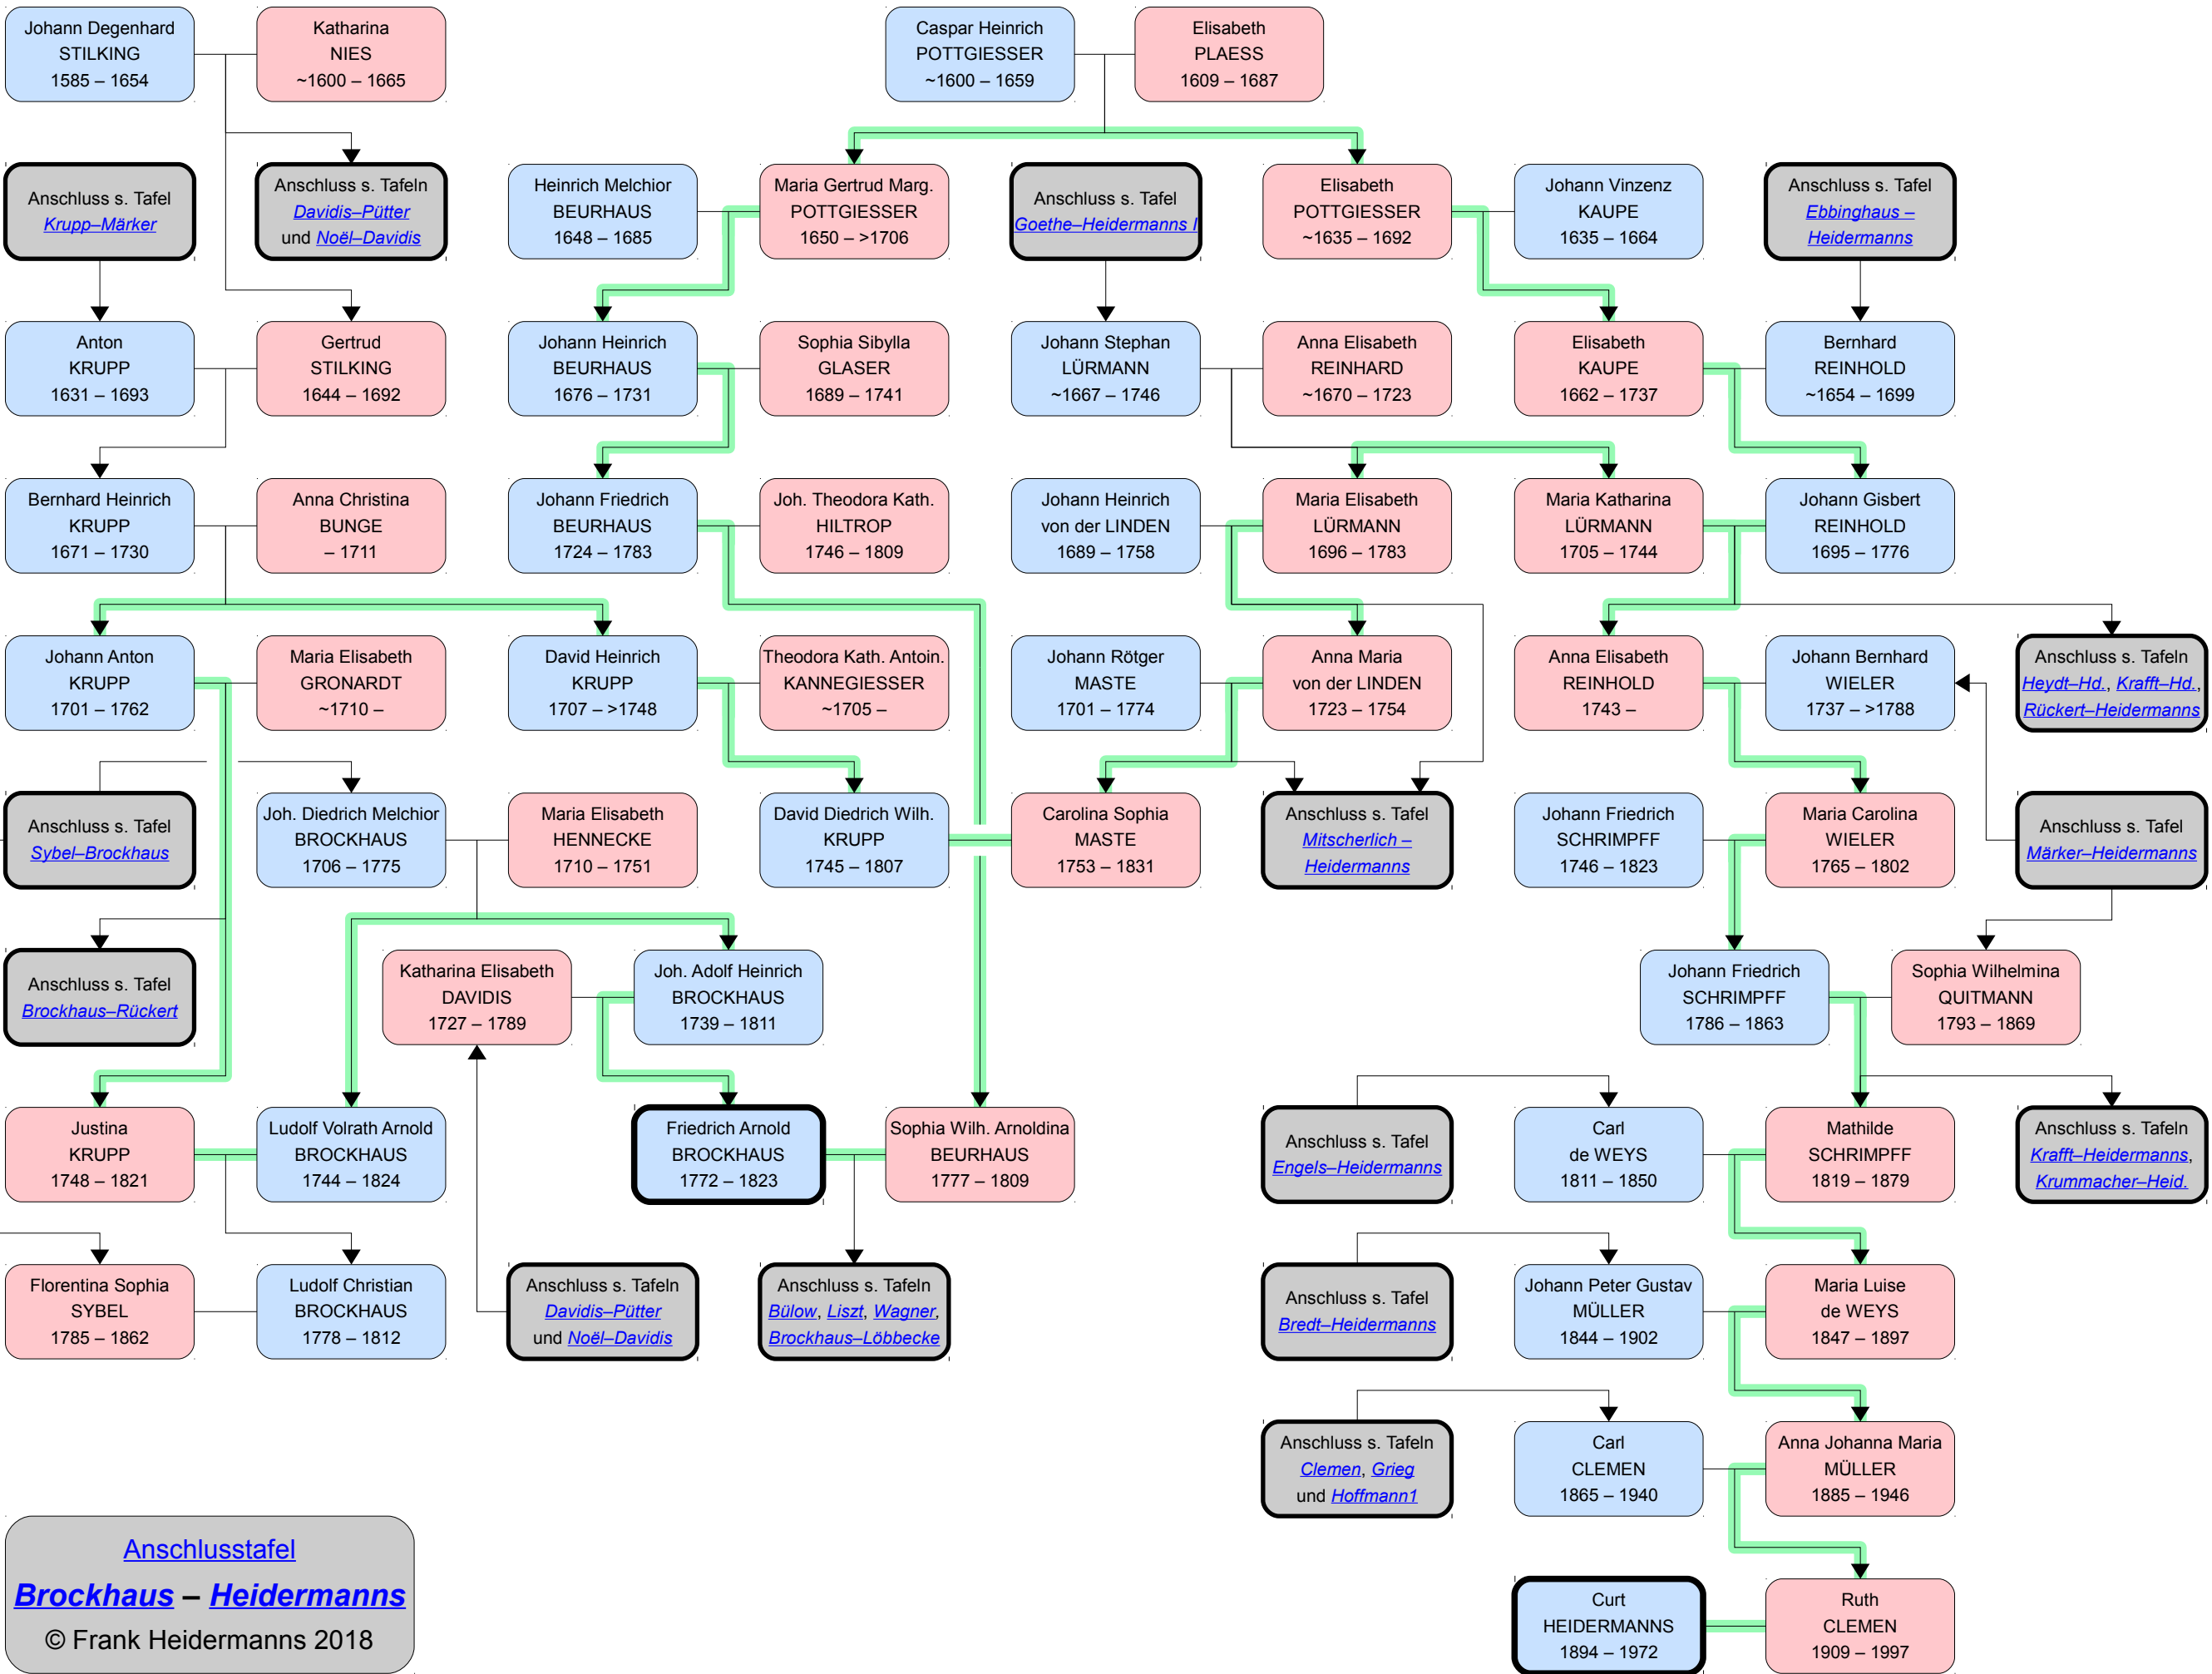 Johann Degenhard
STILKING
1585 – 1654
Katharina
NIES
~1600 – 1665
Caspar Heinrich
POTTGIESSER
~1600 – 1659
Elisabeth
PLAESS
1609 – 1687
Anschluss s. Tafel
Krupp–Märker
Anschluss s. Tafeln
Davidis–Pütter
und Noël–Davidis
Heinrich Melchior
BEURHAUS
1648 – 1685
Maria Gertrud Marg.
POTTGIESSER
1650 – >1706
Anschluss s. Tafel
Goethe–Heidermanns I
Elisabeth
POTTGIESSER
~1635 – 1692
Johann Vinzenz
KAUPE
1635 – 1664
Anschluss s. Tafel
Ebbinghaus –
Heidermanns
Anton
KRUPP
1631 – 1693
Gertrud
STILKING
1644 – 1692
Johann Heinrich
BEURHAUS
1676 – 1731
Sophia Sibylla
GLASER
1689 – 1741
Johann Stephan
LÜRMANN
~1667 – 1746
Anna Elisabeth
REINHARD
~1670 – 1723
Elisabeth
KAUPE
1662 – 1737
Bernhard
REINHOLD
~1654 – 1699
Bernhard Heinrich
KRUPP
1671 – 1730
Anna Christina
BUNGE
– 1711
Johann Friedrich
BEURHAUS
1724 – 1783
Joh. Theodora Kath.
HILTROP
1746 – 1809
Johann Heinrich
von der LINDEN
1689 – 1758
Maria Elisabeth
LÜRMANN
1696 – 1783
Maria Katharina
LÜRMANN
1705 – 1744
Johann Gisbert
REINHOLD
1695 – 1776
Johann Anton
KRUPP
1701 – 1762
Maria Elisabeth
GRONARDT
~1710 –
David Heinrich
KRUPP
1707 – >1748
Theodora Kath. Antoin.
KANNEGIESSER
~1705 –
Johann Rötger
MASTE
1701 – 1774
Anna Maria
von der LINDEN
1723 – 1754
Anna Elisabeth
REINHOLD
1743 –
Johann Bernhard
WIELER
1737 – >1788
Anschluss s. Tafeln
Heydt–Hd., Krafft–Hd.,
Rückert–Heidermanns
Anschluss s. Tafel
Sybel–Brockhaus
Joh. Diedrich Melchior
BROCKHAUS
1706 – 1775
Maria Elisabeth
HENNECKE
1710 – 1751
David Diedrich Wilh.
KRUPP
1745 – 1807
Carolina Sophia
MASTE
1753 – 1831
Anschluss s. Tafel
Mitscherlich –
Heidermanns
Johann Friedrich
SCHRIMPFF
1746 – 1823
Maria Carolina
WIELER
1765 – 1802
Anschluss s. Tafel
Märker–Heidermanns
Anschluss s. Tafel
Brockhaus–Rückert
Katharina Elisabeth
DAVIDIS
1727 – 1789
Joh. Adolf Heinrich
BROCKHAUS
1739 – 1811
Johann Friedrich
SCHRIMPFF
1786 – 1863
Sophia Wilhelmina
QUITMANN
1793 – 1869
Justina
KRUPP
1748 – 1821
Ludolf Volrath Arnold
BROCKHAUS
1744 – 1824
Friedrich Arnold
BROCKHAUS
1772 – 1823
Sophia Wilh. Arnoldina
BEURHAUS
1777 – 1809
Anschluss s. Tafel
Engels–Heidermanns
Carl
de WEYS
1811 – 1850
Mathilde
SCHRIMPFF
1819 – 1879
Anschluss s. Tafeln
Krafft–Heidermanns,
Krummacher–Heid.
Florentina Sophia
SYBEL
1785 – 1862
Ludolf Christian
BROCKHAUS
1778 – 1812
Anschluss s. Tafeln
Davidis–Pütter
und Noël–Davidis
Anschluss s. Tafeln
Bülow, Liszt, Wagner,
Brockhaus–Löbbecke
Anschluss s. Tafel
Bredt–Heidermanns
Johann Peter Gustav
MÜLLER
1844 – 1902
Maria Luise
de WEYS
1847 – 1897
Anschluss s. Tafeln
Clemen, Grieg
und Hoffmann1
Carl
CLEMEN
1865 – 1940
Anna Johanna Maria
MÜLLER
1885 – 1946
Anschlusstafel
Brockhaus – Heidermanns
© Frank Heidermanns 2018
Curt
HEIDERMANNS
1894 – 1972
Ruth
CLEMEN
1909 – 1997